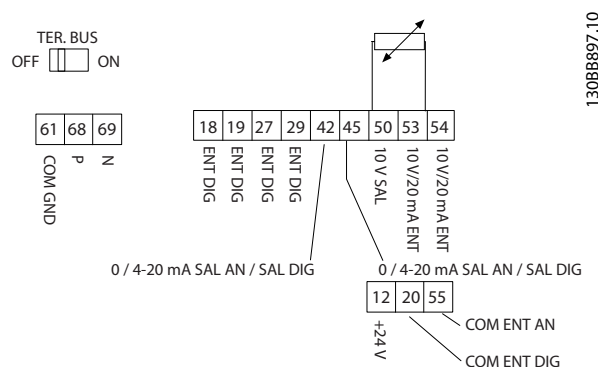 130BB897.10
TER. BUS
OFF ON
61 68 69
COM GND
P
N
18 19 27 29 42 45 50 53 54
ENT DIG
ENT DIG
ENT DIG
ENT DIG
10 V SAL
10 V/20 mA ENT
10 V/20 mA ENT
0 / 4-20 mA SAL AN / SAL DIG
0 / 4-20 mA SAL AN / SAL DIG
12 20 55
+24 V
COM ENT AN
COM ENT DIG